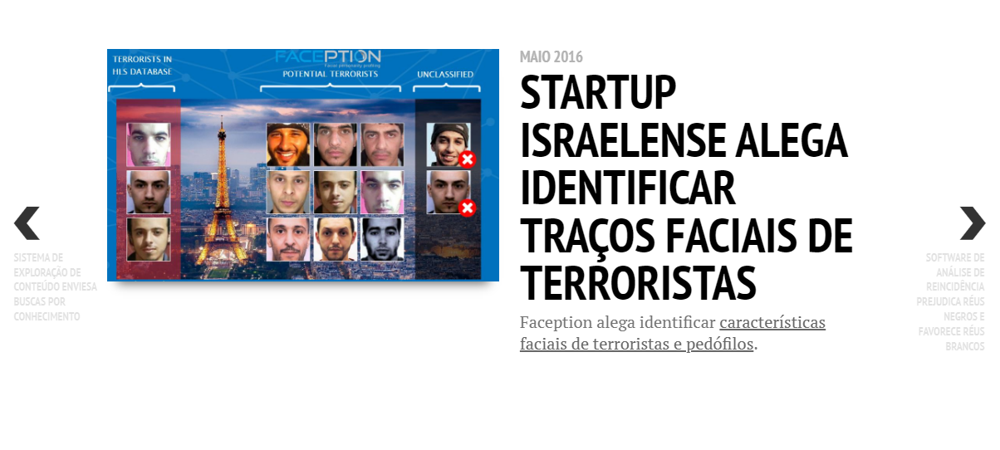 TERRORISTS IN
HLS DATABASE
FACEPTION
Facial personality profiling
POTENTIAL TERRORISTS
UNCLASSIFIED
MAIO 2016
STARTUP
ISRAELENSE ALEGA
IDENTIFICAR
TRAÇOS FACIAIS DE
TERRORISTAS
Faception alega identificar características
faciais de terroristas e pedófilos.
SISTEMA DE
EXPLORAÇÃO DE
CONTEÚDO ENVIESA
BUSCAS POR
CONHECIMENTO
SOFTWARE DE
ANÁLISE DE
REINCIDÊNCIA
PREJUDICA RÉUS
NEGROS E
FAVORECE RÉUS
BRANCOS